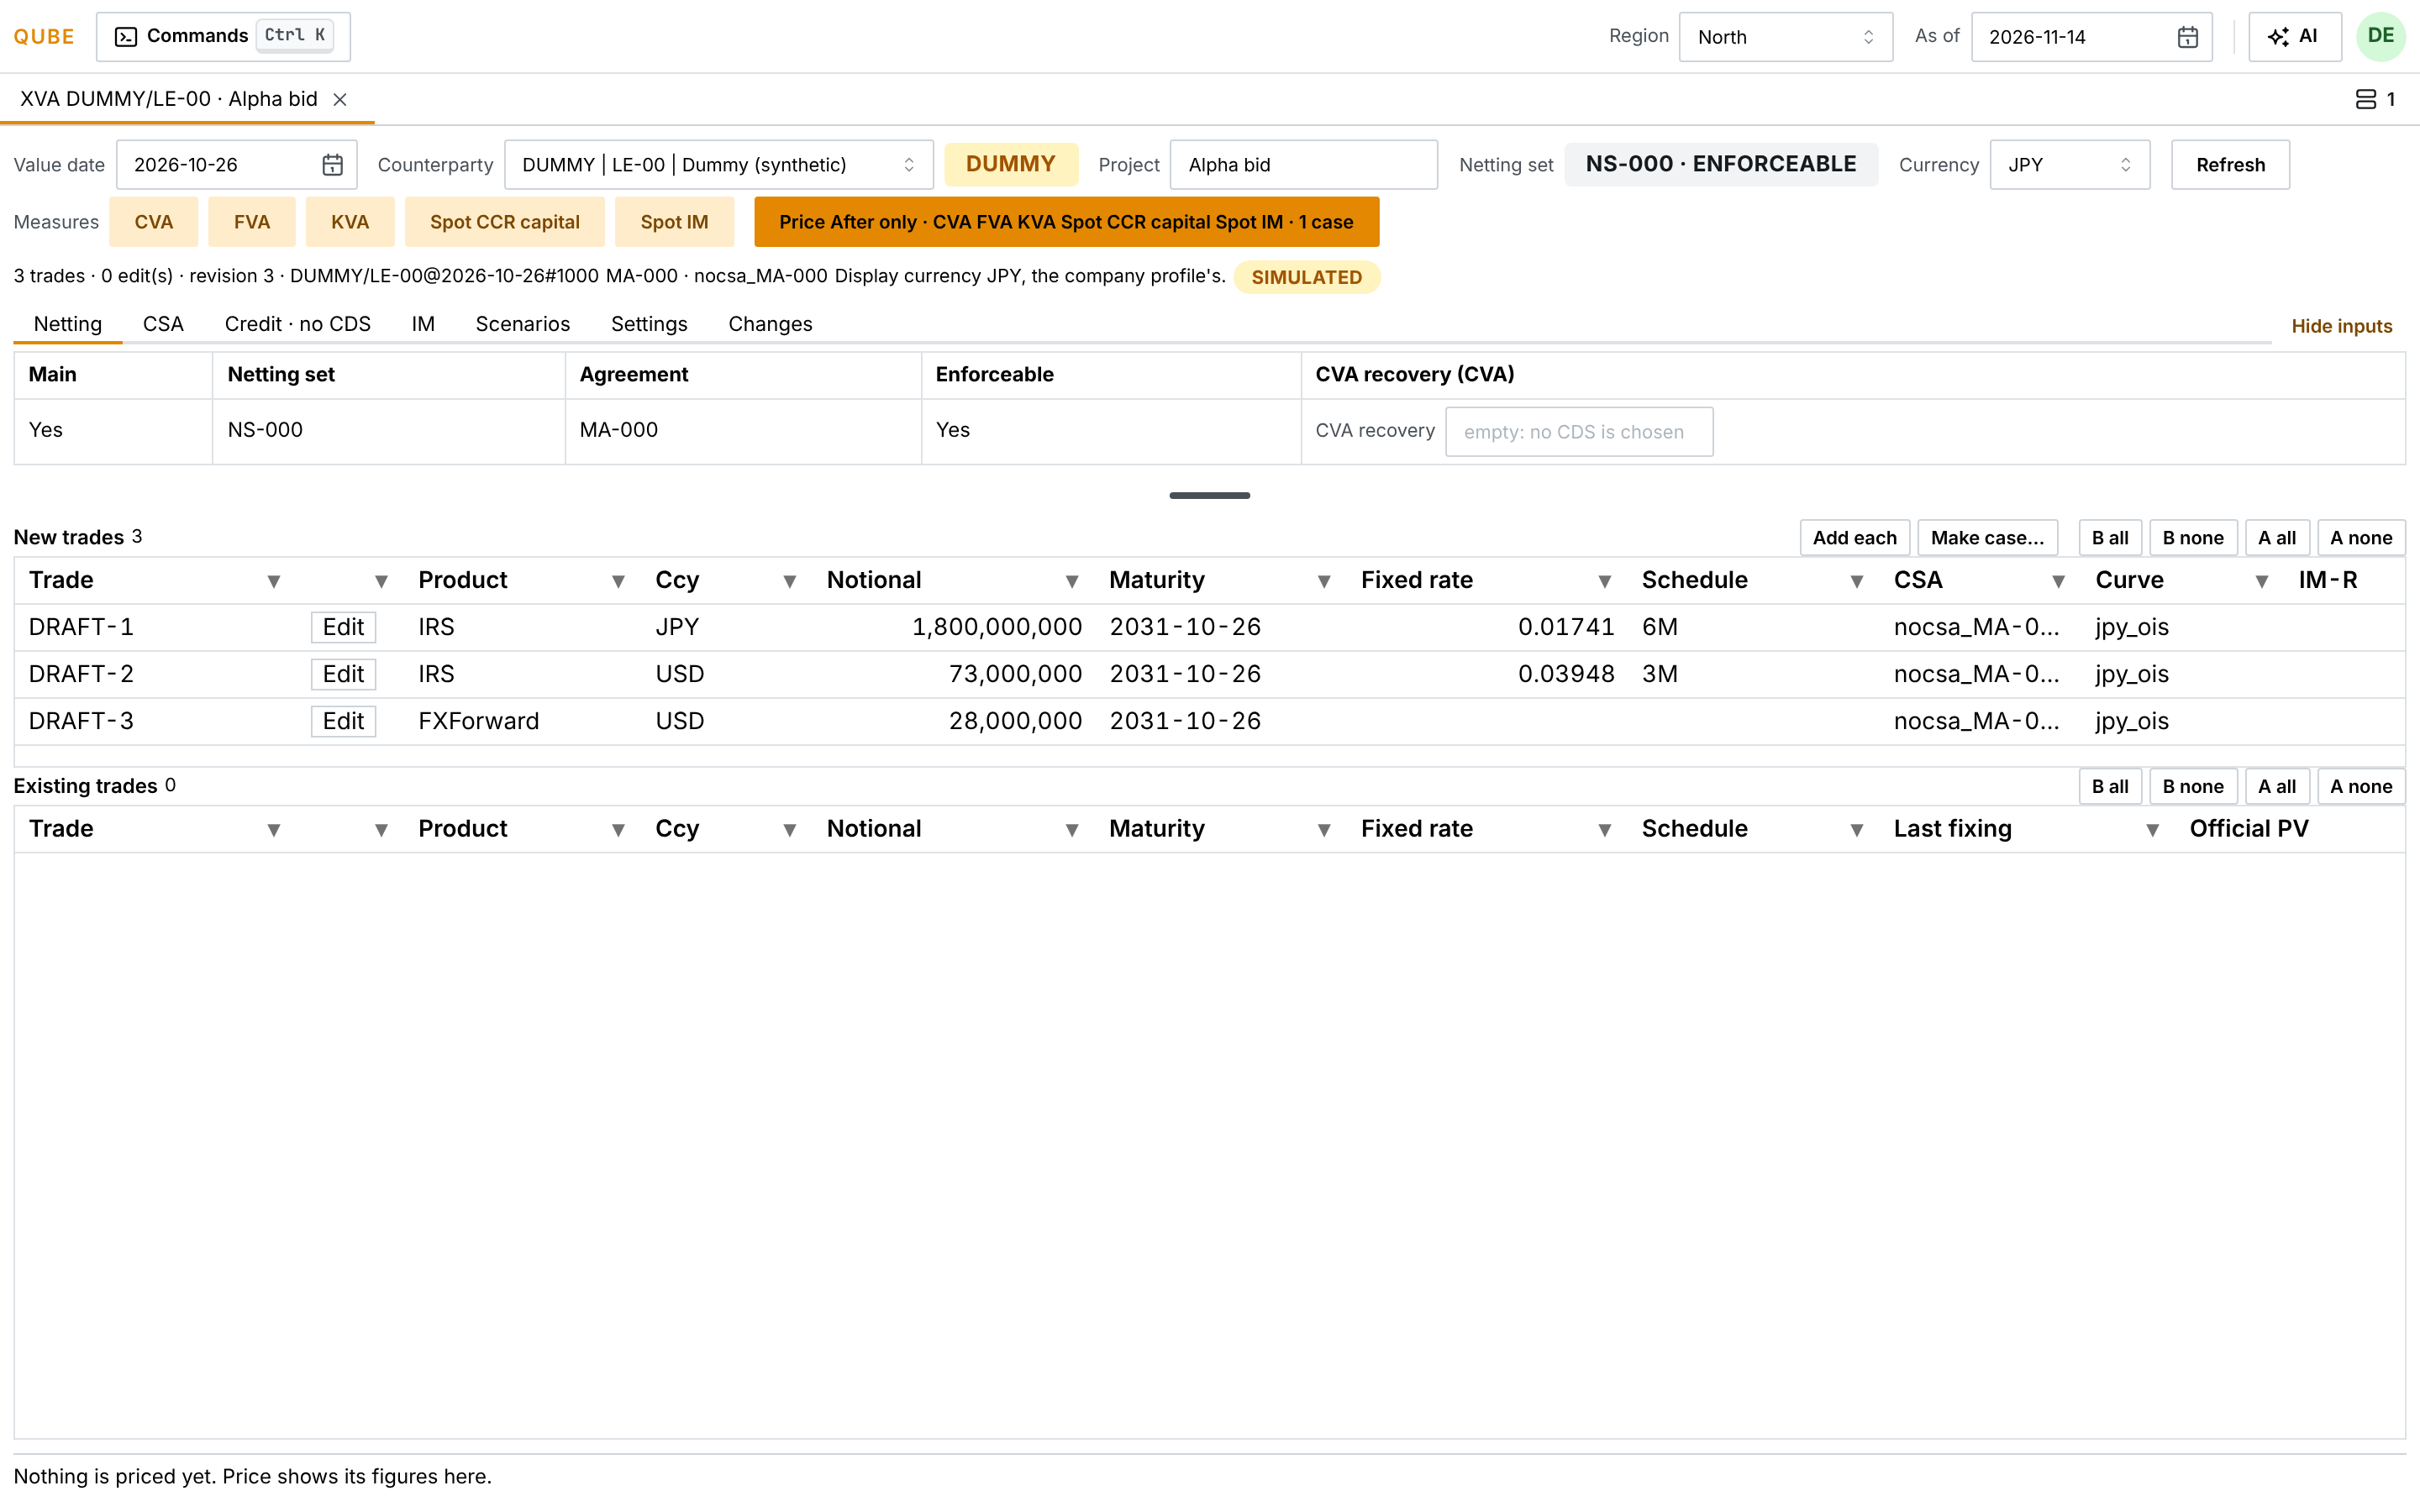 QUBE Commands Ctrl K Region North As of 2026-11-14 AI DE
XVA DUMMY/LE-00 · Alpha bid 1
Value date 2026-10-26 Counterparty DUMMY | LE-00 | Dummy (synthetic) DUMMY Project Alpha bid Netting set NS-000 · ENFORCEABLE Currency JPY Refresh
Measures CVA FVA KVA Spot CCR capital Spot IM Price After only · CVA FVA KVA Spot CCR capital Spot IM · 1 case
3 trades · 0 edit(s) · revision 3 · DUMMY/LE-00@2026-10-26#1000 MA-000 · nocsa_MA-000 Display currency JPY, the company profile's. SIMULATED
Netting CSA Credit · no CDS IM Scenarios Settings Changes Hide inputs
Main Netting set Agreement Enforceable CVA recovery (CVA)
Yes NS-000 MA-000 Yes CVA recovery empty: no CDS is chosen
New trades 3 Add each Make case... B all B none A all A none
Trade Product Ccy Notional Maturity Fixed rate Schedule CSA Curve IM-R
DRAFT-1 Edit IRS JPY 1,800,000,000 2031-10-26 0.01741 6M nocsa_MA-0... jpy_ois
DRAFT-2 Edit IRS USD 73,000,000 2031-10-26 0.03948 3M nocsa_MA-0... jpy_ois
DRAFT-3 Edit FXForward USD 28,000,000 2031-10-26 nocsa_MA-0... jpy_ois
Existing trades 0 B all B none A all A none
Trade Product Ccy Notional Maturity Fixed rate Schedule Last fixing Official PV
Nothing is priced yet. Price shows its figures here.